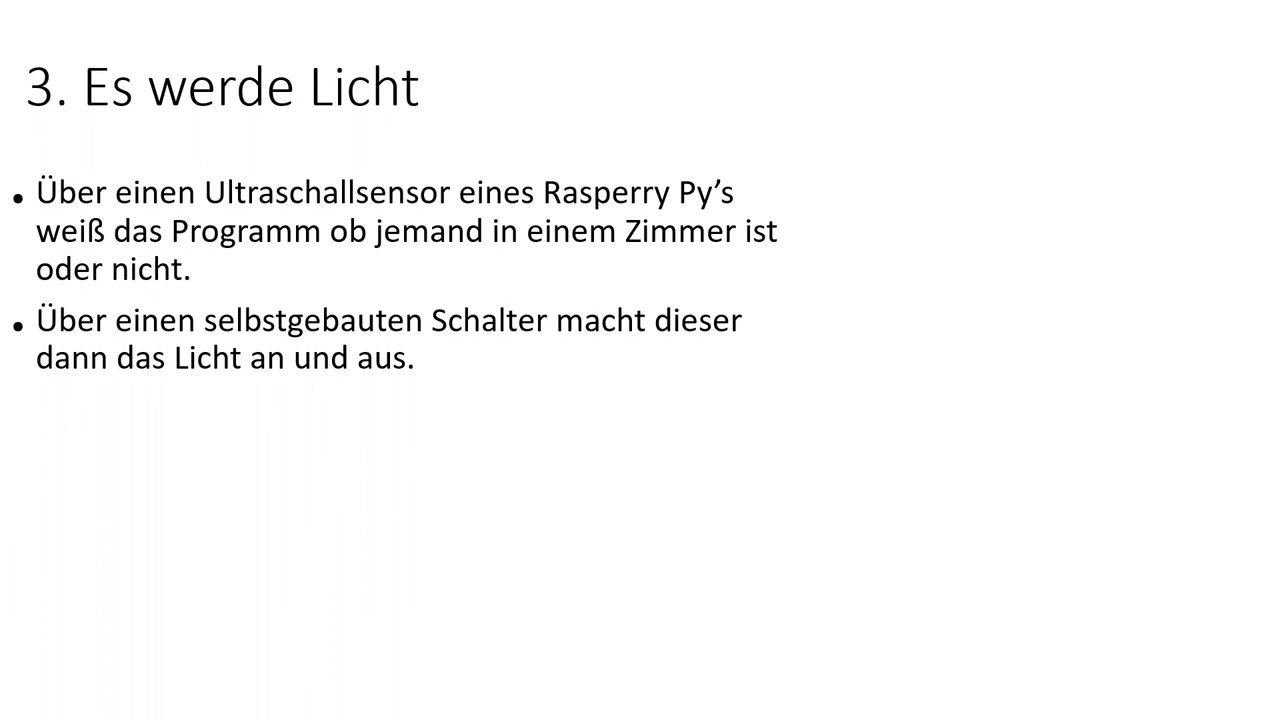 3. Es werde Licht
• Über einen Ultraschallsensor eines Rasperry Py’s
weiß das Programm ob jemand in einem Zimmer ist
oder nicht.
• Über einen selbstgebauten Schalter macht dieser
dann das Licht an und aus.